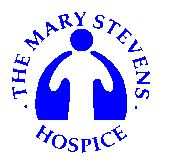 · THE MARY STEVENS ·
HOSPICE